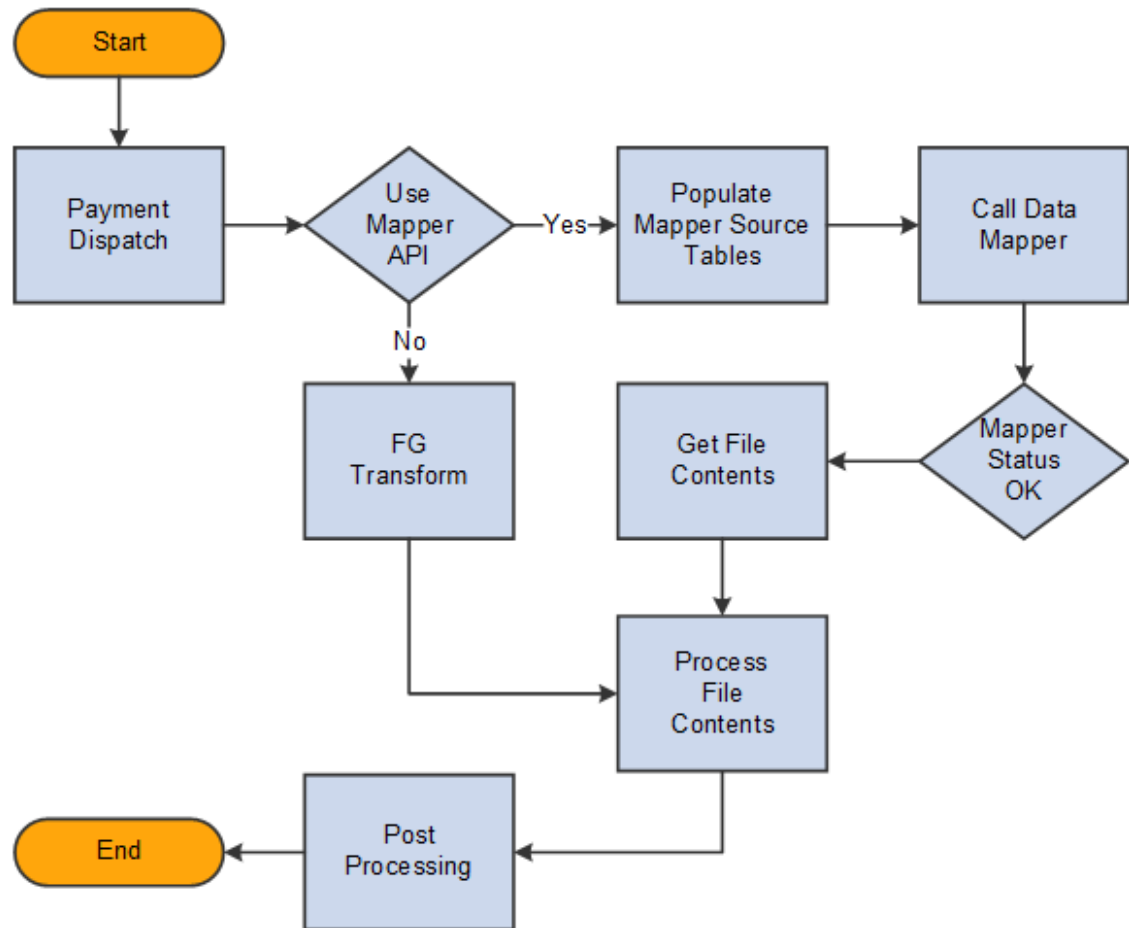 Start
Payment
Dispatch
Use
Mapper
API
Yes
Populate
Mapper Source
Tables
Call Data
Mapper
No
FG
Transform
Get File
Contents
Mapper
Status
OK
Process
File
Contents
End
Post
Processing